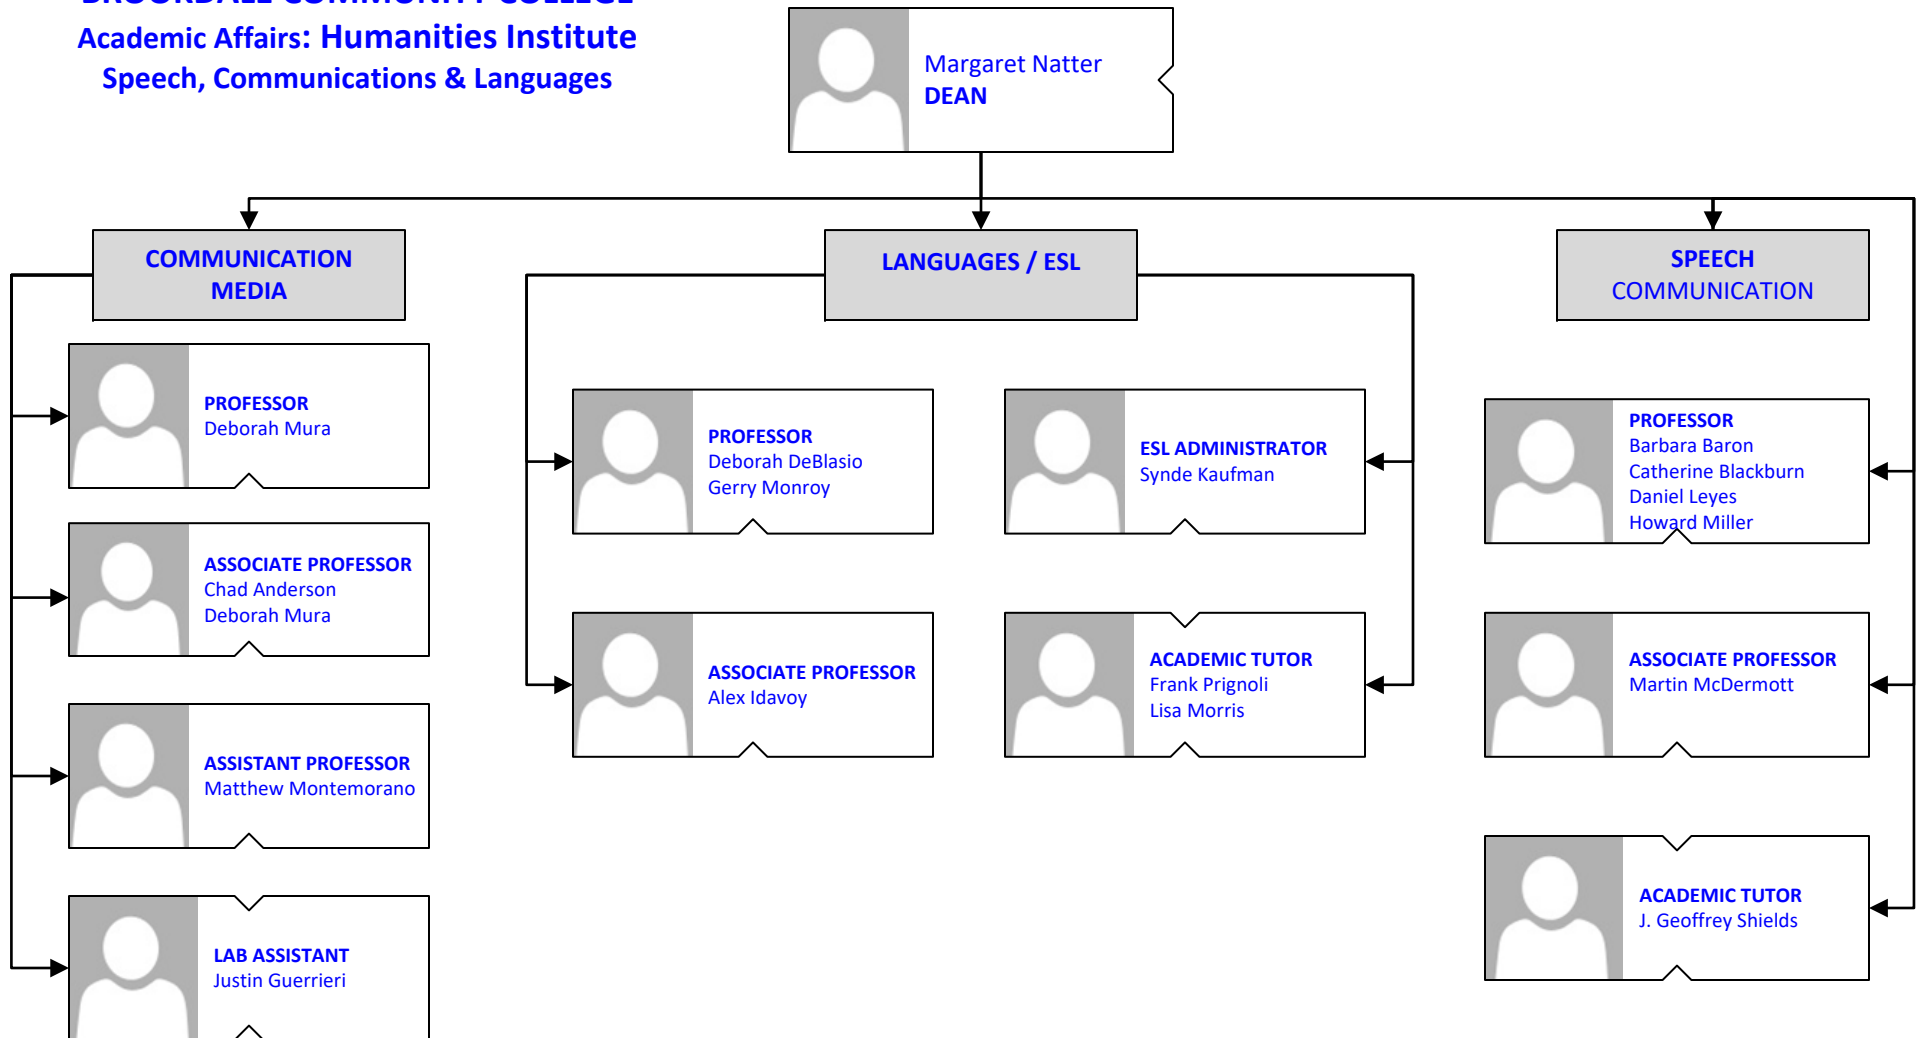 BROOKDALE COMMUNITY COLLEGE
Academic Affairs: Humanities Institute
Speech, Communications & Languages
Margaret Natter
DEAN
COMMUNICATION
MEDIA
PROFESSOR
Deborah Mura
ASSOCIATE PROFESSOR
Chad Anderson
Deborah Mura
ASSISTANT PROFESSOR
Matthew Montemorano
LAB ASSISTANT
Justin Guerrieri
LANGUAGES / ESL
PROFESSOR
Deborah DeBlasio
Gerry Monroy
ASSOCIATE PROFESSOR
Alex Idavoy
ESL ADMINISTRATOR
Synde Kaufman
ACADEMIC TUTOR
Frank Prignoli
Lisa Morris
SPEECH
COMMUNICATION
PROFESSOR
Barbara Baron
Catherine Blackburn
Daniel Leyes
Howard Miller
ASSOCIATE PROFESSOR
Martin McDermott
ACADEMIC TUTOR
J. Geoffrey Shields